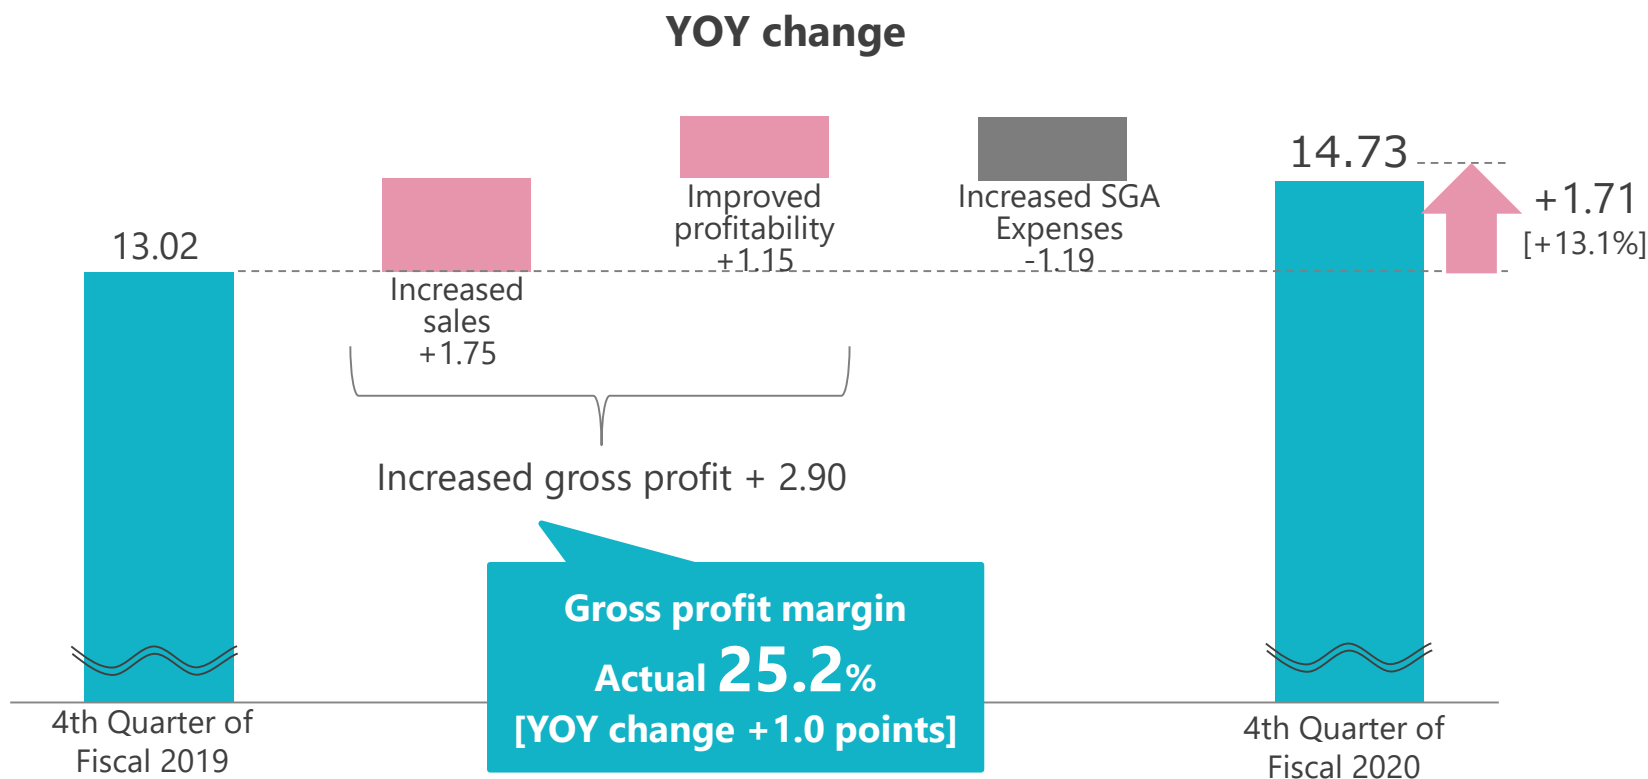 YOY change
13.02
Increased
sales
+1.75
Improved
profitability
+1.15
Increased SGA
Expenses
-1.19
14.73
+1.71
[+13.1%]
Increased gross profit + 2.90
Gross profit margin
Actual 25.2%
[YOY change +1.0 points]
4th Quarter of
Fiscal 2019
4th Quarter of
Fiscal 2020